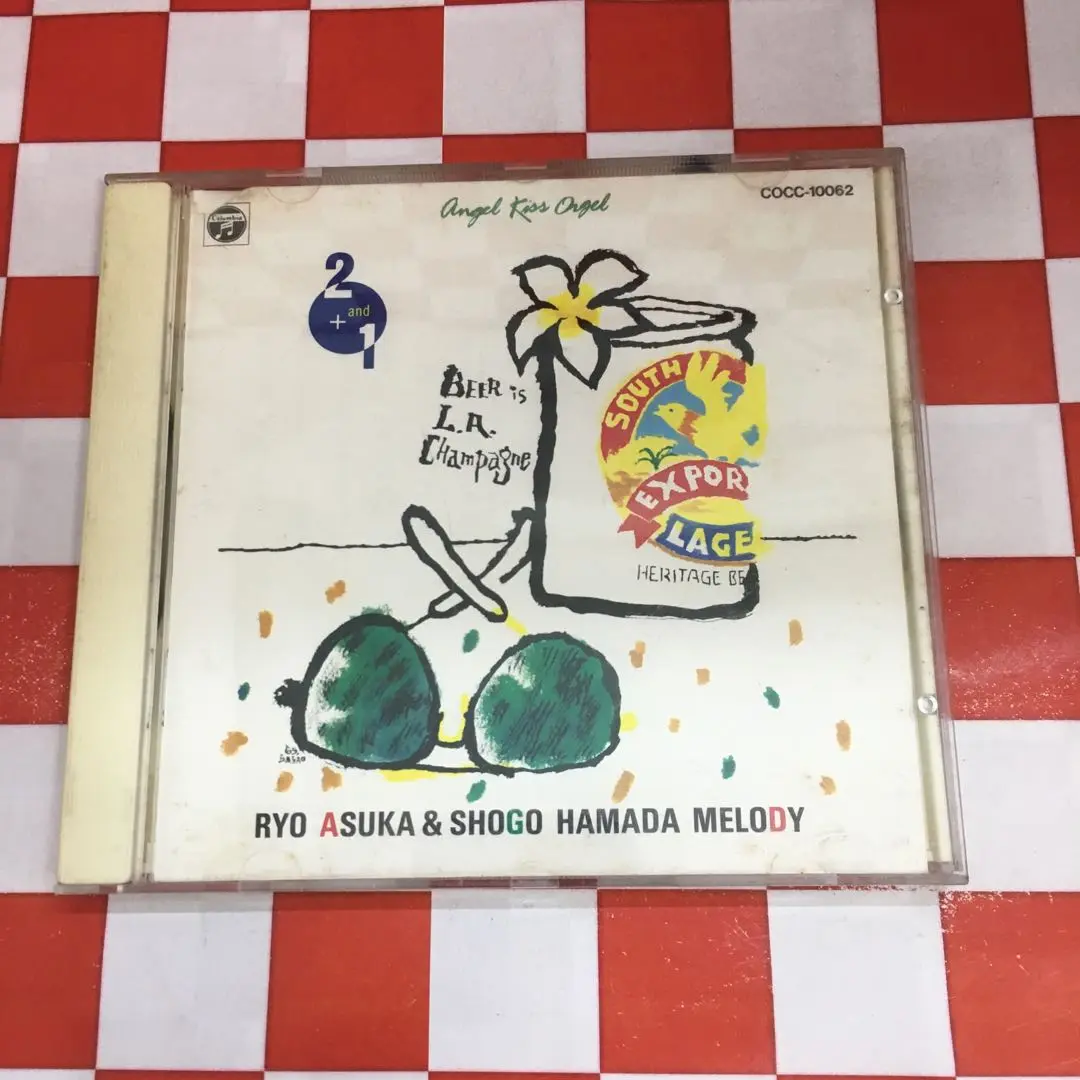 Columbia
Angel Kiss Orgel
COCC-10062
2
and
+
1
BEER is
L.A.
CHampagne
SOUTH
EXPOR
LAGE
HERITAGE BE
RYO ASUKA & SHOGO HAMADA MELODY